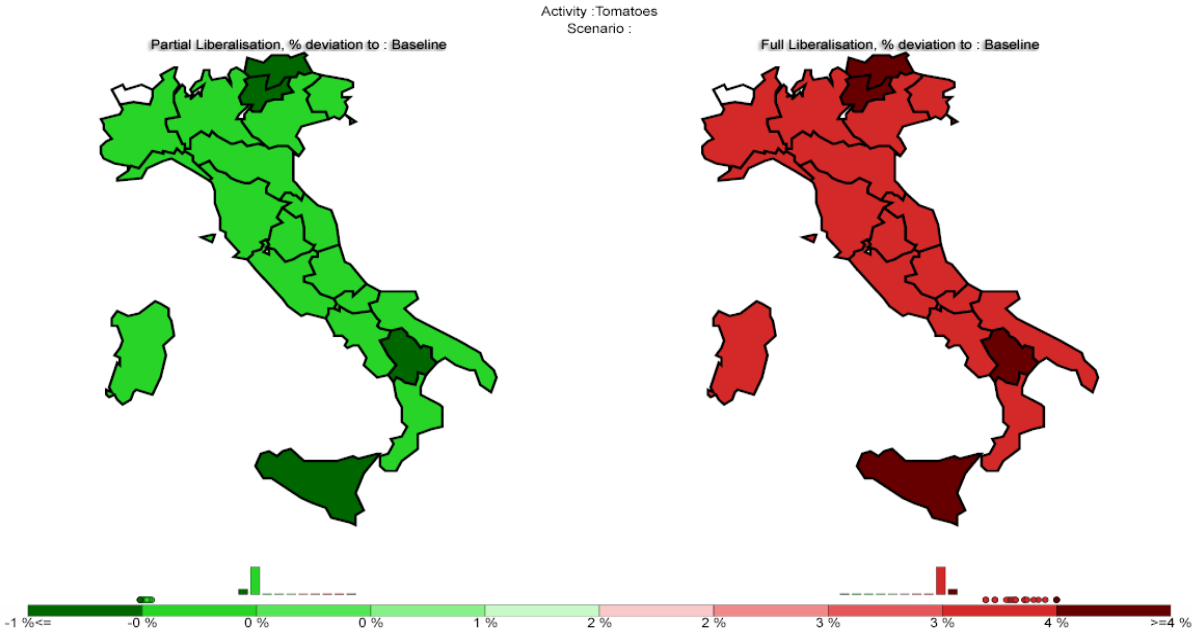 Activity :Tomatoes
Scenario :
Partial Liberalisation, % deviation to : Baseline
Full Liberalisation, % deviation to : Baseline
-1 %<= -0 % 0 % 0 % 1 % 2 % 2 % 3 % 3 % 4 % >=4 %